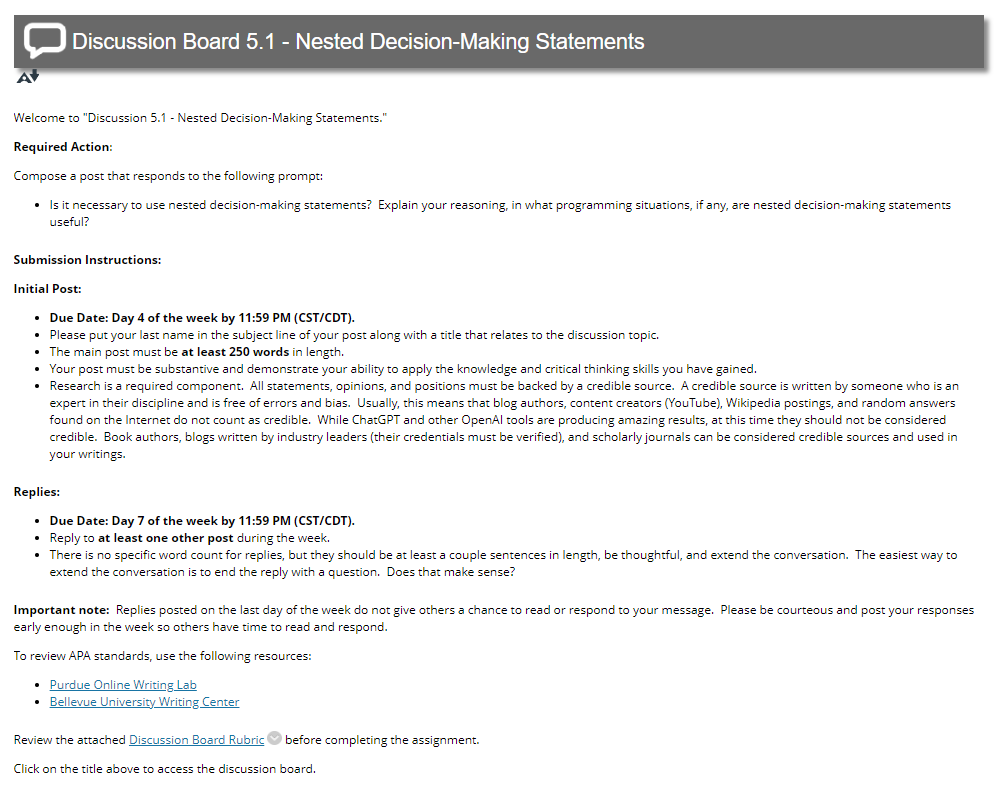 Discussion Board 5.1 - Nested Decision-Making Statements
Welcome to "Discussion 5.1 - Nested Decision-Making Statements."
Required Action:
Compose a post that responds to the following prompt:
• Is it necessary to use nested decision-making statements?  Explain your reasoning, in what programming situations, if any, are nested decision-making statements
useful?
Submission Instructions:
Initial Post:
• Due Date: Day 4 of the week by 11:59 PM (CST/CDT).
• Please put your last name in the subject line of your post along with a title that relates to the discussion topic.
• The main post must be at least 250 words in length.
• Your post must be substantive and demonstrate your ability to apply the knowledge and critical thinking skills you have gained.
• Research is a required component.  All statements, opinions, and positions must be backed by a credible source.  A credible source is written by someone who is an
expert in their discipline and is free of errors and bias.  Usually, this means that blog authors, content creators (YouTube), Wikipedia postings, and random answers
found on the Internet do not count as credible.  While ChatGPT and other OpenAI tools are producing amazing results, at this time they should not be considered
credible.  Book authors, blogs written by industry leaders (their credentials must be verified), and scholarly journals can be considered credible sources and used in
your writings.
Replies:
• Due Date: Day 7 of the week by 11:59 PM (CST/CDT).
• Reply to at least one other post during the week.
• There is no specific word count for replies, but they should be at least a couple sentences in length, be thoughtful, and extend the conversation.  The easiest way to
extend the conversation is to end the reply with a question.  Does that make sense?
Important note:  Replies posted on the last day of the week do not give others a chance to read or respond to your message.  Please be courteous and post your responses
early enough in the week so others have time to read and respond.
To review APA standards, use the following resources:
• Purdue Online Writing Lab
• Bellevue University Writing Center
Review the attached Discussion Board Rubric before completing the assignment.
Click on the title above to access the discussion board.